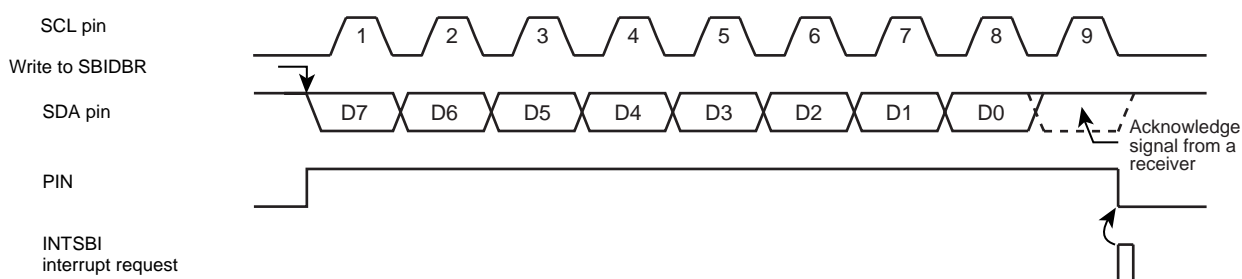 SCL pin
1 2 3 4 5 6 7 8 9
Write to SBIDBR
SDA pin
D7 D6 D5 D4 D3 D2 D1 D0
Acknowledge
signal from a
receiver
PIN
INTSBI
interrupt request